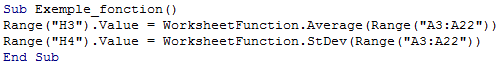 Sub Exemple_fonction()
Range("H3").Value = WorksheetFunction.Average(Range("A3:A22"))
Range("H4").Value = WorksheetFunction.StDev(Range("A3:A22"))
End Sub